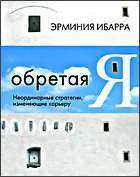 ЭРМИНИЯ ИБАРРА
обретая Я
Неординарные стратегии,
изменяющие карьеру